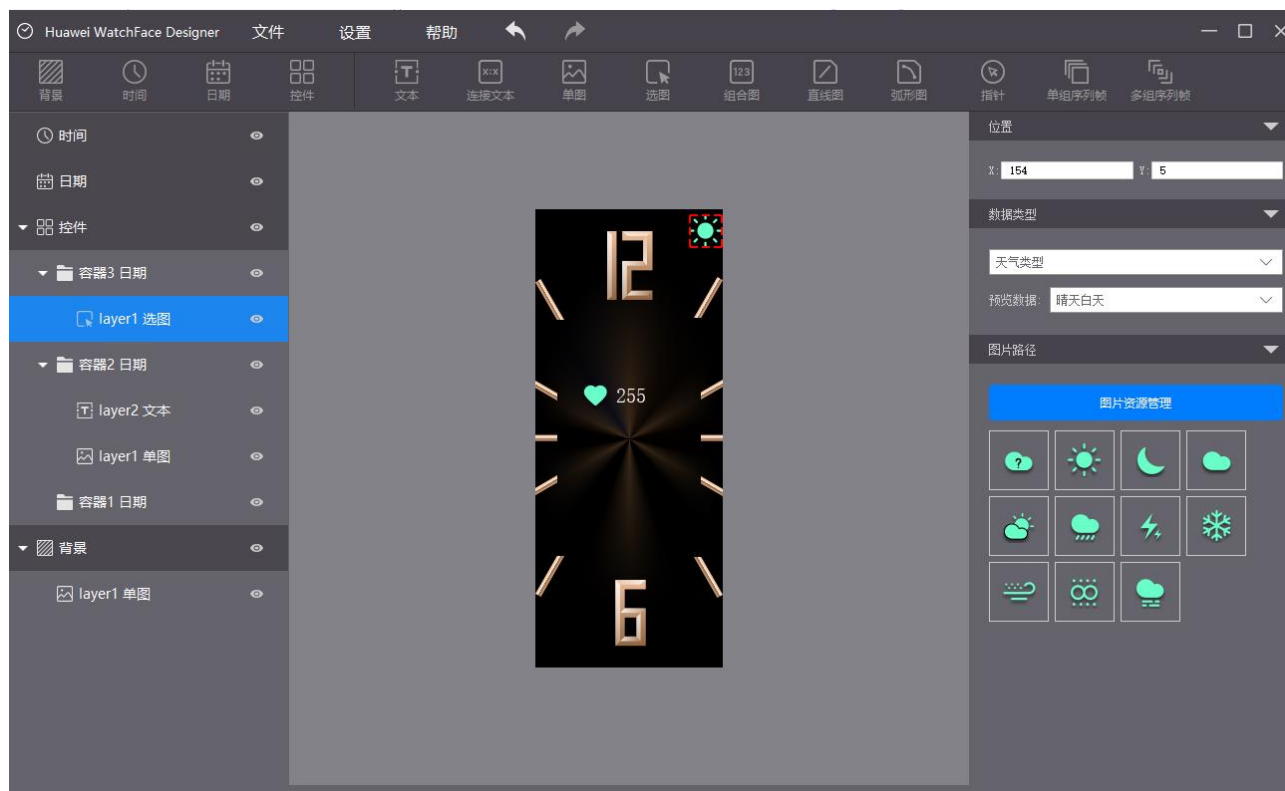 Huawei WatchFace Designer 文件 设置 帮助
背景 时间 日期 控件 文本 连接文本 单图 选图 组合图 直线图 弧形图 指针 单组序列帧 多组序列帧
时间
日期
控件
容器3 日期
layer1 选图
容器2 日期
layer2 文本
layer1 单图
容器1 日期
背景
layer1 单图
12
255
6
位置
X: 154 Y: 5
数据类型
天气类型
预览数据: 晴天白天
图片路径
图片资源管理